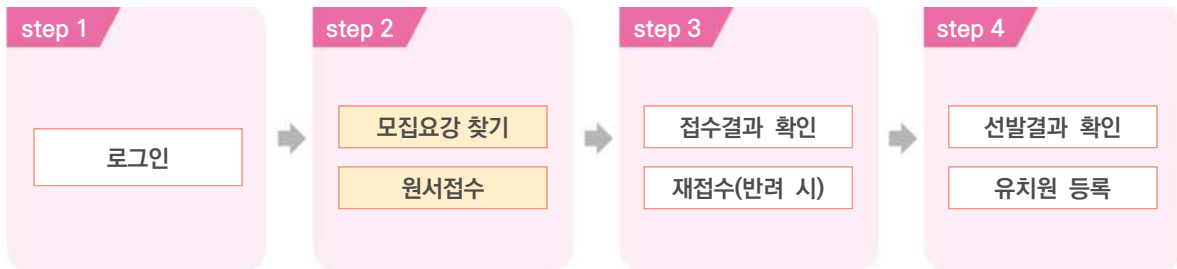 step 1
로그인
step 2
모집요강 찾기
원서접수
step 3
접수결과 확인
재접수(반려 시)
step 4
선발결과 확인
유치원 등록